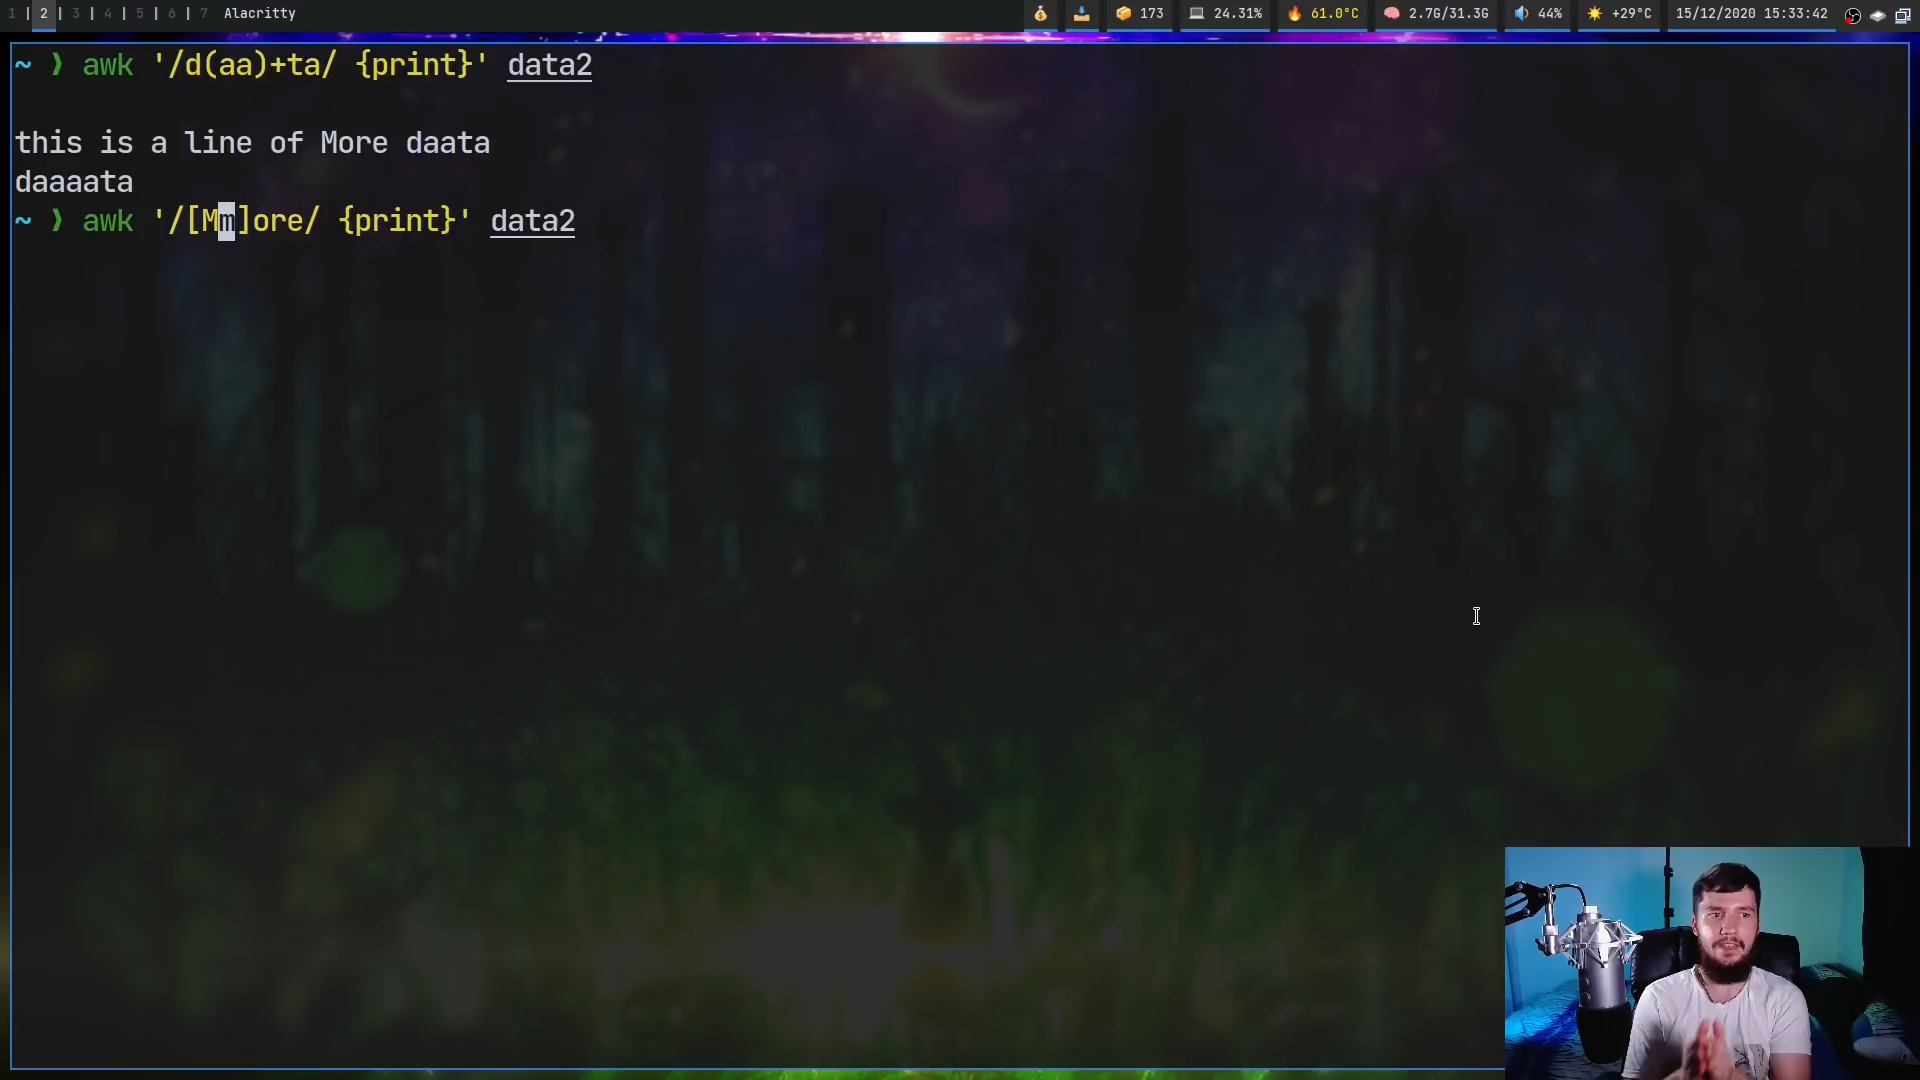 1 | 2 | 3 | 4 | 5 | 6 | 7 Alacritty 173 24.31% 61.0°C 2.7G/31.3G 44% +29°C 15/12/2020 15:33:42
~ ❯ awk '/d(aa)+ta/ {print}' data2
this is a line of More daata
daaaata
~ ❯ awk '/[Mm]ore/ {print}' data2